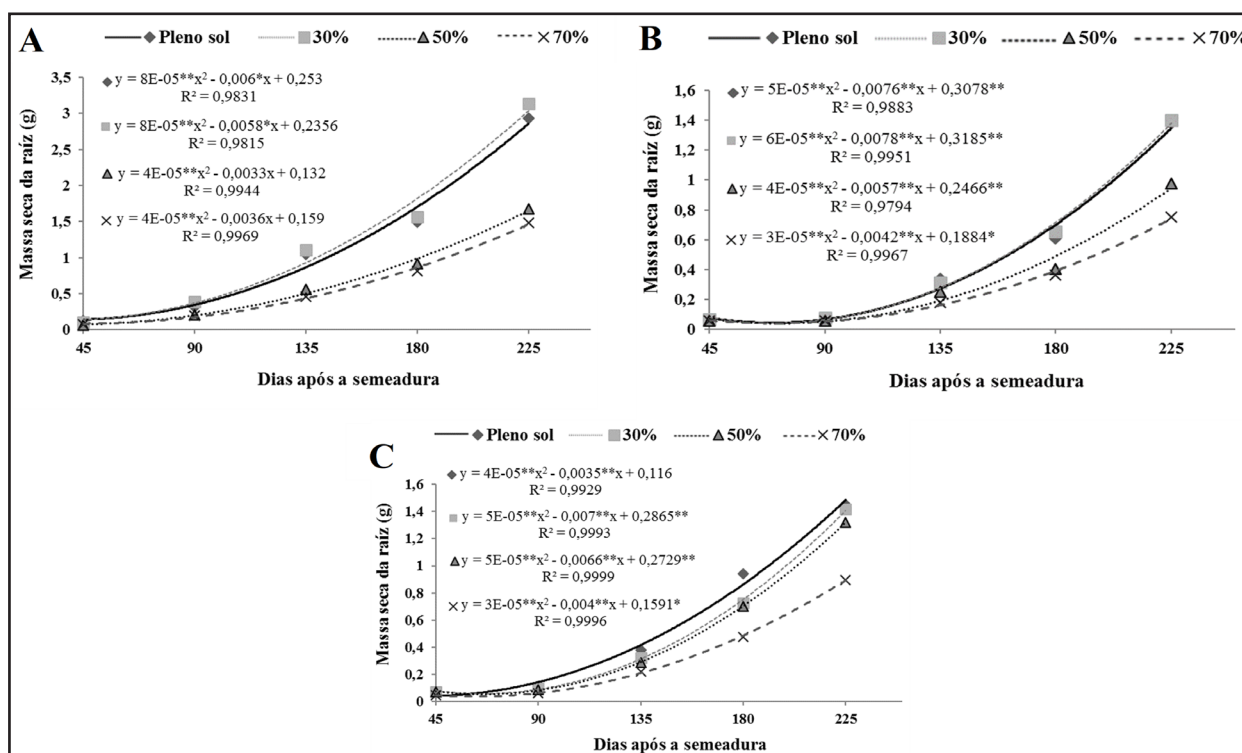 A
Pleno sol 30% 50% 70%
y = 8E-05**x² - 0,006*x + 0,253
R² = 0,9831
y = 8E-05**x² - 0,0058*x + 0,2356
R² = 0,9815
y = 4E-05**x² - 0,0033x + 0,132
R² = 0,9944
y = 4E-05**x² - 0,0036x + 0,159
R² = 0,9969
Massa seca da raíz (g)
3,5
3
2,5
2
1,5
1
0,5
0
45 90 135 180 225
Dias após a semeadura
B
Pleno sol 30% 50% 70%
y = 5E-05**x² - 0,0076**x + 0,3078**
R² = 0,9883
y = 6E-05**x² - 0,0078**x + 0,3185**
R² = 0,9951
y = 4E-05**x² - 0,0057**x + 0,2466**
R² = 0,9794
y = 3E-05**x² - 0,0042**x + 0,1884*
R² = 0,9967
Massa seca da raíz (g)
1,6
1,4
1,2
1
0,8
0,6
0,4
0,2
0
45 90 135 180 225
Dias após a semeadura
C
Pleno sol 30% 50% 70%
y = 4E-05**x² - 0,0035**x + 0,116
R² = 0,9929
y = 5E-05**x² - 0,007**x + 0,2865**
R² = 0,9993
y = 5E-05**x² - 0,0066**x + 0,2729**
R² = 0,9999
y = 3E-05**x² - 0,004**x + 0,1591*
R² = 0,9996
Massa seca da raíz (g)
1,6
1,4
1,2
1
0,8
0,6
0,4
0,2
0
45 90 135 180 225
Dias após a semeadura